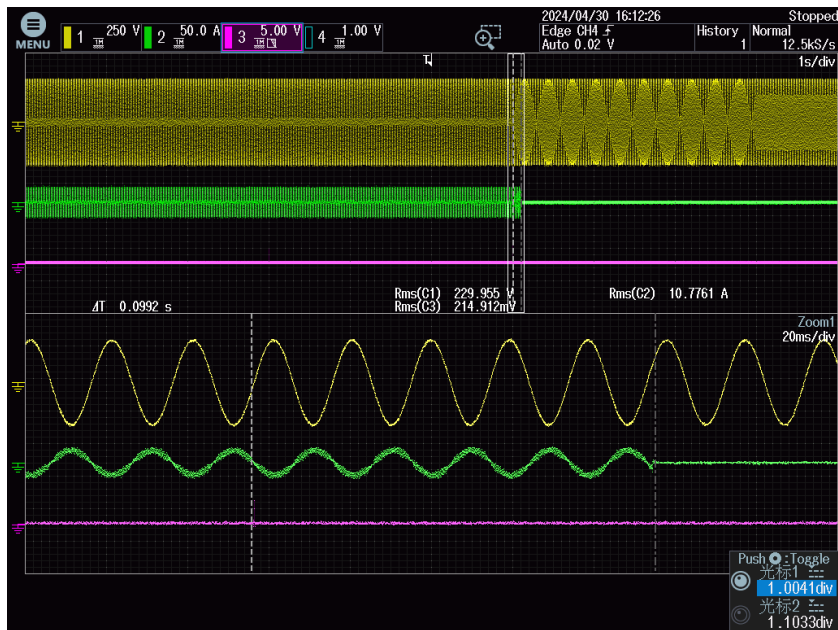 2024/04/30 16:12:26 Stopped
MENU 1 250 V 2 50.0 A 3 5.00 V 4 1.00 V Edge CH4 History Normal
Auto 0.02 V 1 12.5kS/s
1s/div
T
ΔT 0.0992 s Rms(C1) 229.955 V Rms(C2) 10.7761 A
Rms(C3) 214.912mV
Zoom1
20ms/div
Push :Toggle
光标1
1.0041div
光标2
1.1033div